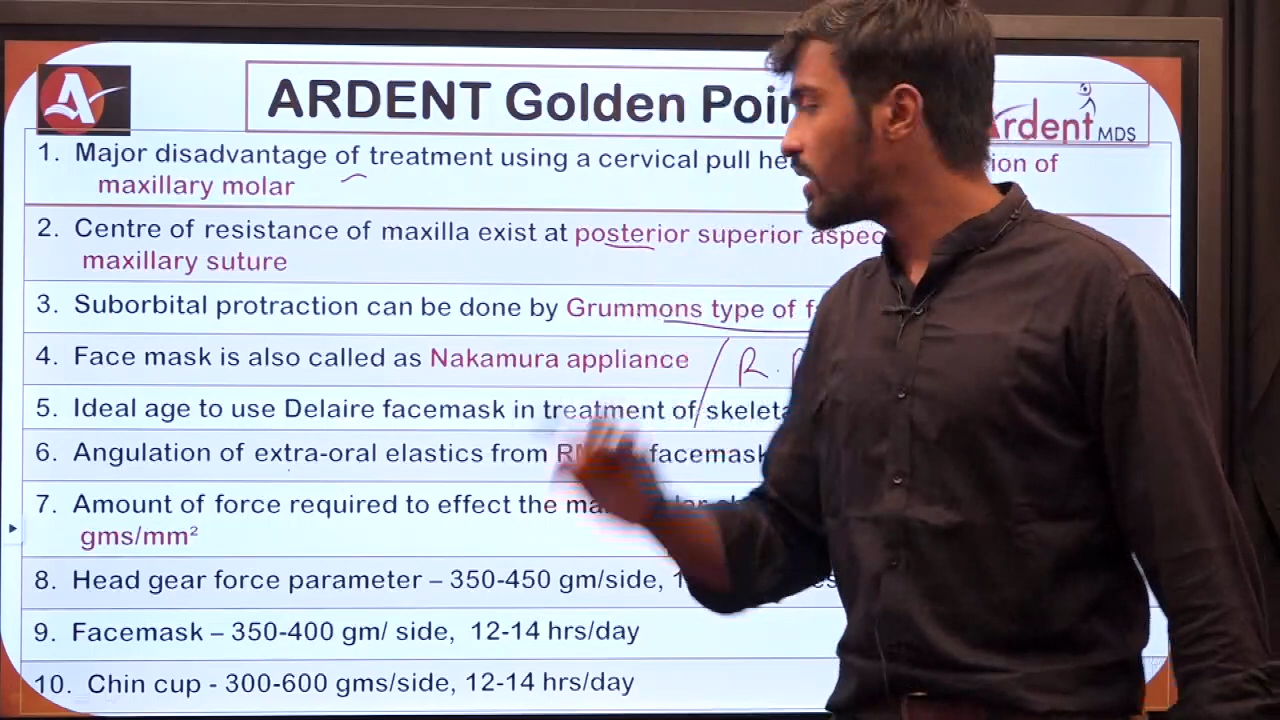 A
ARDENT Golden Poin
Ardent MDS
1. Major disadvantage of treatment using a cervical pull he ion of
maxillary molar
2. Centre of resistance of maxilla exist at posterior superior aspec
maxillary suture
3. Suborbital protraction can be done by Grummons type of f
4. Face mask is also called as Nakamura appliance / R.
5. Ideal age to use Delaire facemask in treatment of skeleta
6. Angulation of extra-oral elastics from facemask
7. Amount of force required to effect the
gms/mm²
8. Head gear force parameter – 350-450 gm/side,
9. Facemask – 350-400 gm/ side, 12-14 hrs/day
10. Chin cup - 300-600 gms/side, 12-14 hrs/day